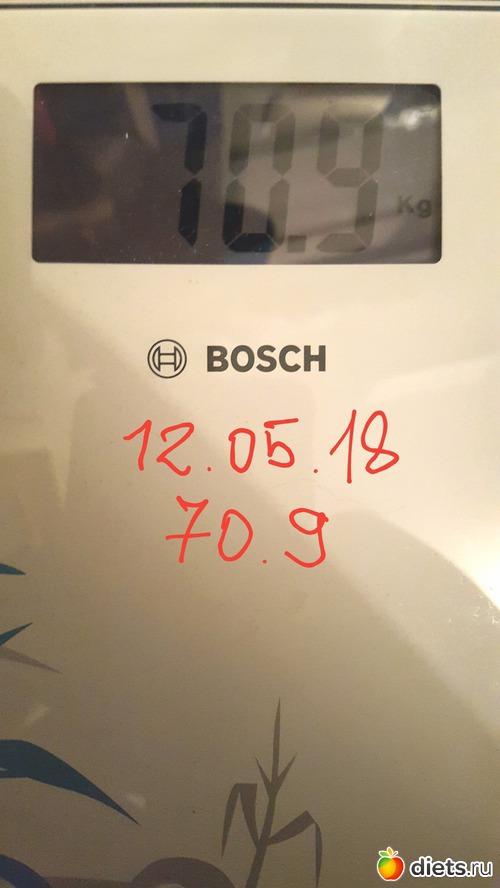 70.9 Kg
BOSCH
12.05.18
70.9
diets.ru